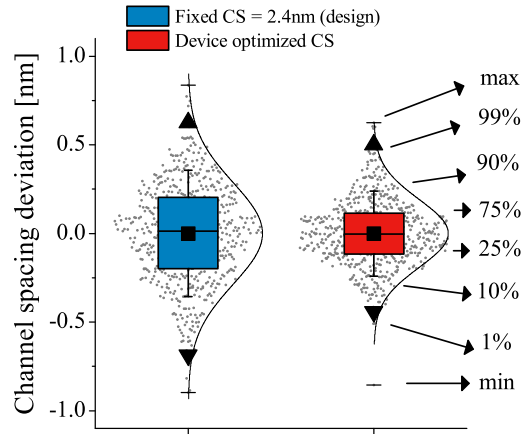 Fixed CS = 2.4nm (design)
Device optimized CS
Channel spacing deviation [nm]
1.0
0.5
0.0
-0.5
-1.0
max
99%
90%
75%
25%
10%
1%
min